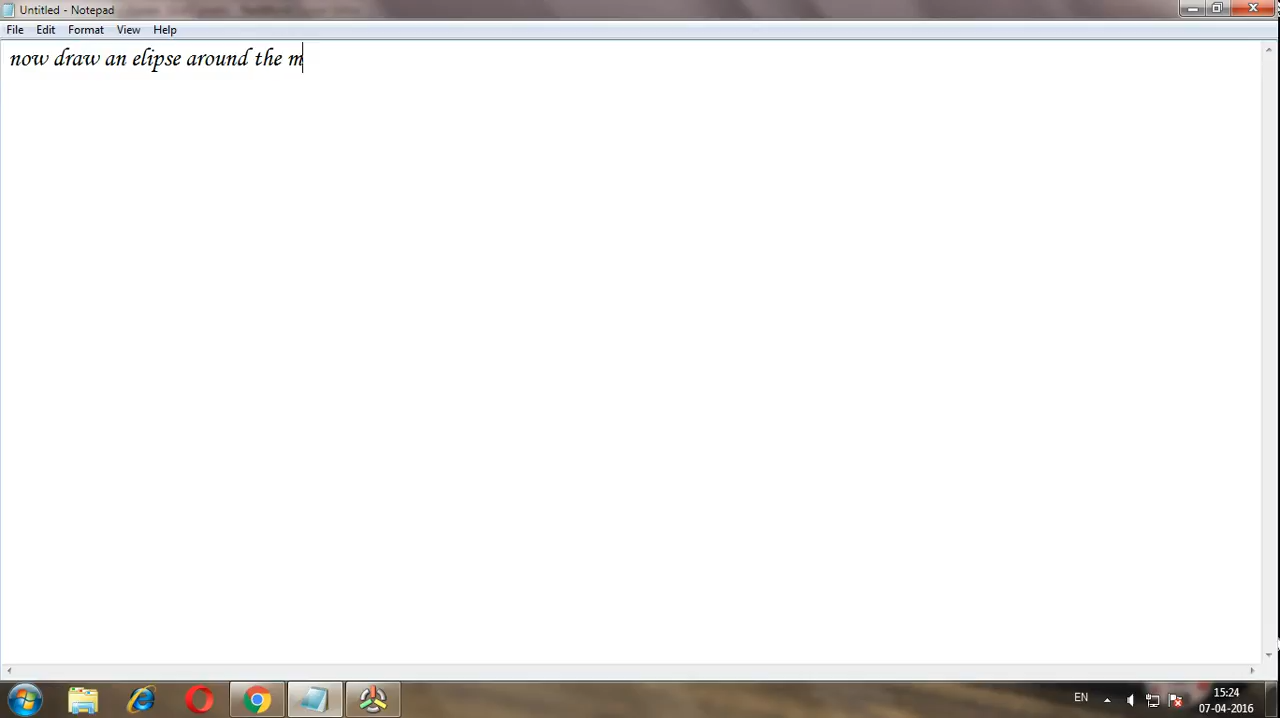 Untitled - Notepad
File Edit Format View Help
now draw an elipse around the m
EN
15:24
07-04-2016